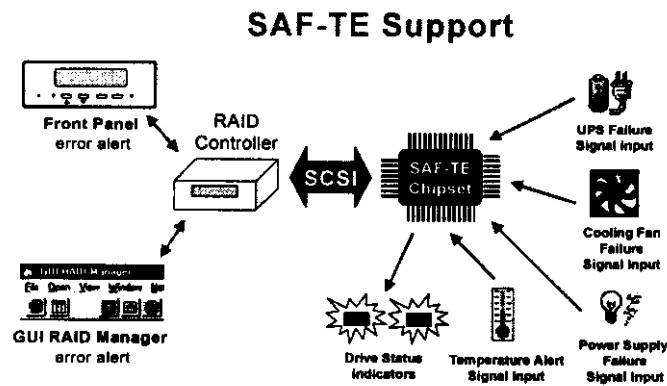 SAF-TE Support
Front Panel
error alert
RAID
Controller
SCSI
SAF-TE
Chipset
UPS Failure
Signal Input
Cooling Fan
Failure
Signal Input
GUI RAID Manager
File Open View Window
GUI RAID Manager
error alert
Drive Status
Indicators
Temperature Alert
Signal Input
Power Supply
Failure
Signal Input